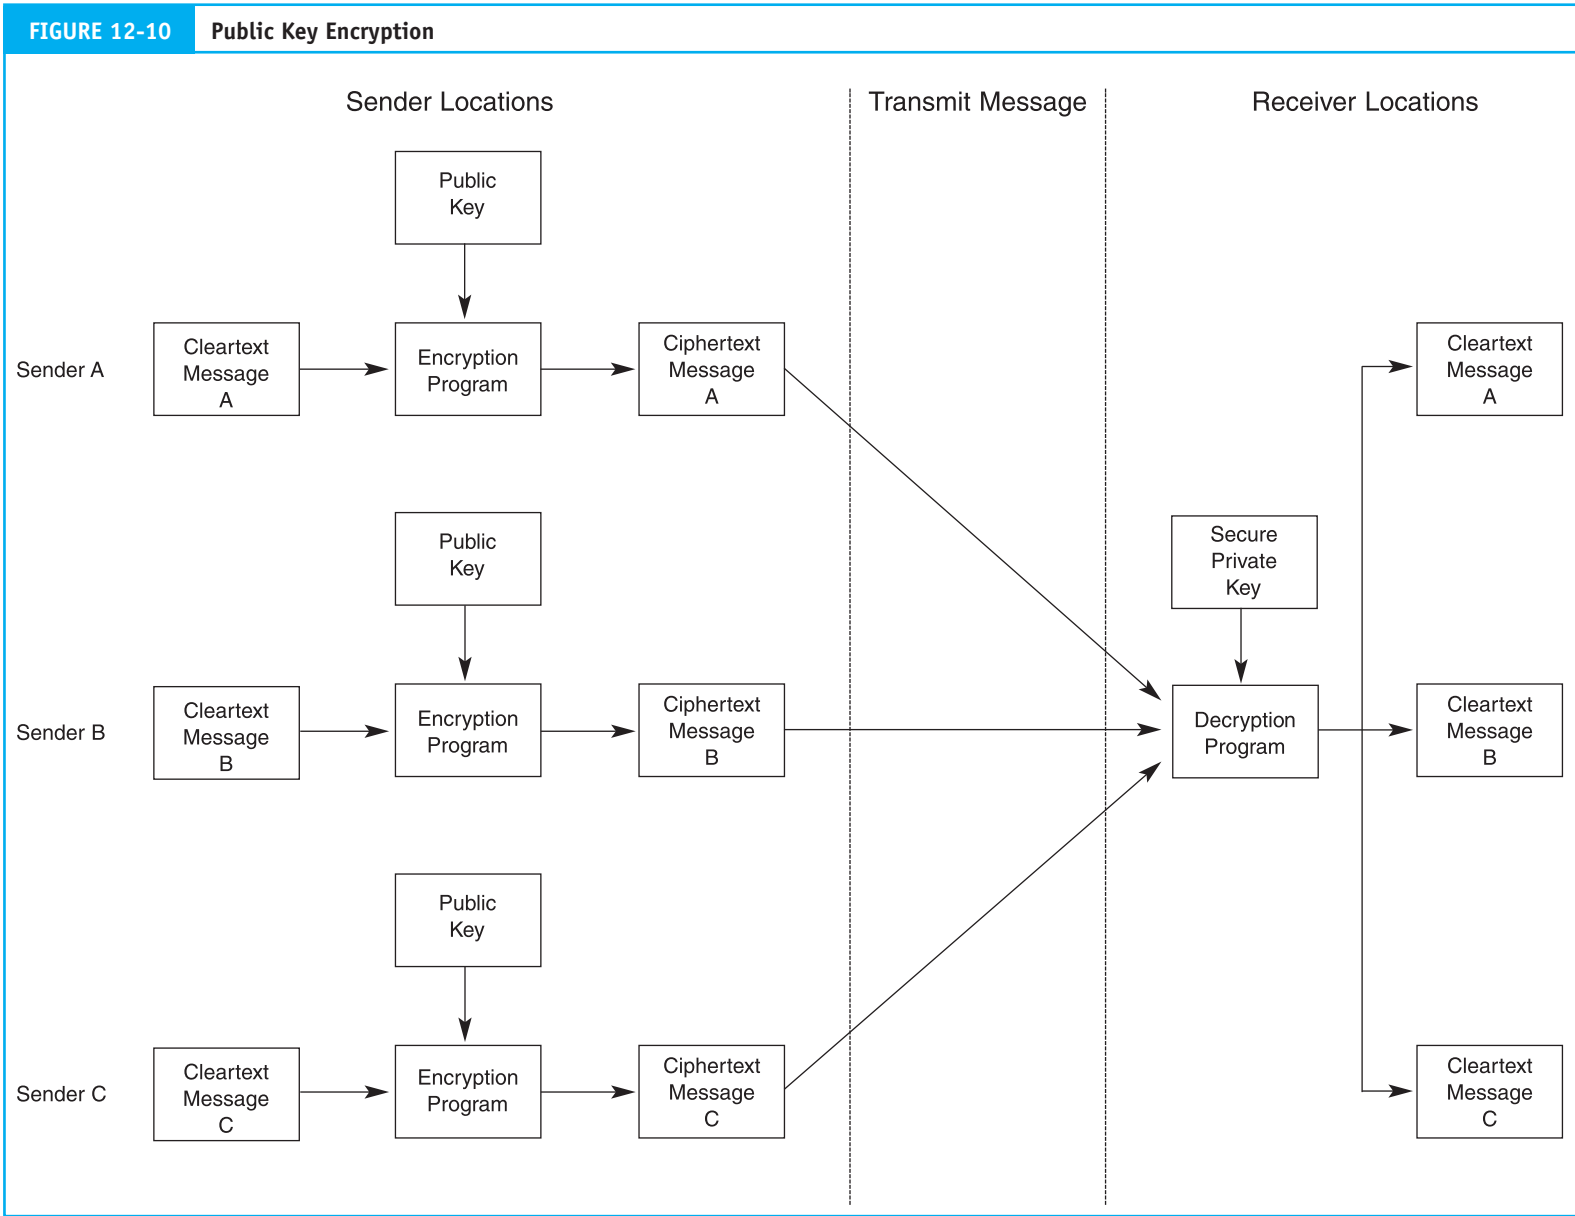 FIGURE 12-10
Public Key Encryption
Sender Locations
Transmit Message
Receiver Locations
Public
Key
Sender A
Cleartext
Message
A
Encryption
Program
Ciphertext
Message
A
Cleartext
Message
A
Public
Key
Secure
Private
Key
Sender B
Cleartext
Message
B
Encryption
Program
Ciphertext
Message
B
Decryption
Program
Cleartext
Message
B
Public
Key
Sender C
Cleartext
Message
C
Encryption
Program
Ciphertext
Message
C
Cleartext
Message
C